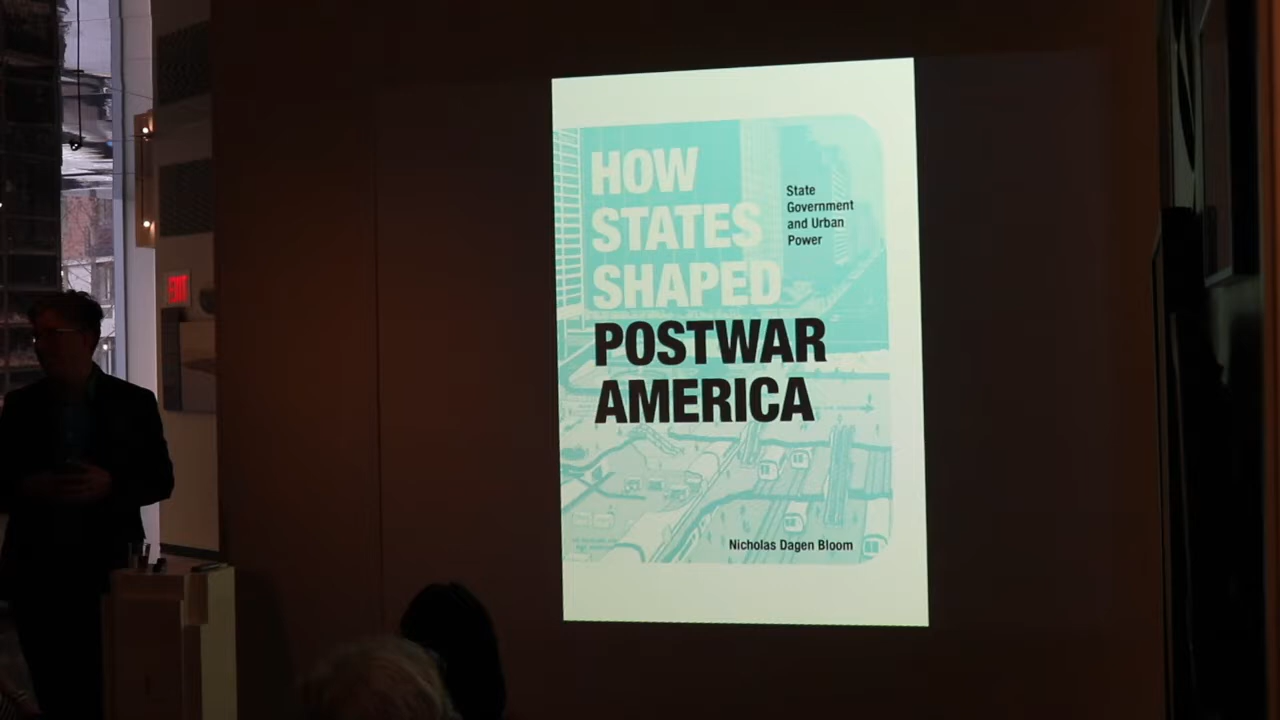 HOW
STATES
SHAPED
POSTWAR
AMERICA
State
Government
and Urban
Power
Nicholas Dagen Bloom
EXIT